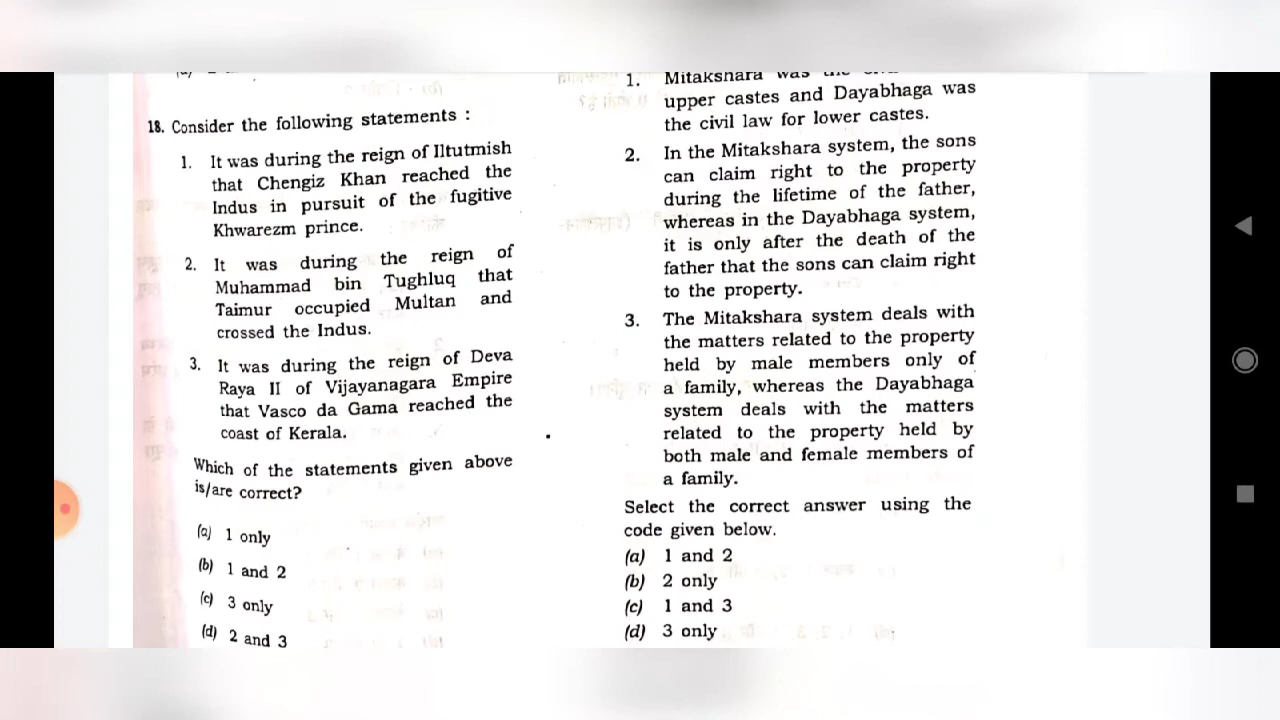 18. Consider the following statements :
1. It was during the reign of Iltutmish
that Chengiz Khan reached the
Indus in pursuit of the fugitive
Khwarezm prince.
2. It was during the reign of
Muhammad bin Tughluq that
Taimur occupied Multan and
crossed the Indus.
3. It was during the reign of Deva
Raya II of Vijayanagara Empire
that Vasco da Gama reached the
coast of Kerala.
Which of the statements given above
is/are correct?
(a) 1 only
(b) 1 and 2
(c) 3 only
(d) 2 and 3
1. Mitakshara was
upper castes and Dayabhaga was
the civil law for lower castes.
2. In the Mitakshara system, the sons
can claim right to the property
during the lifetime of the father,
whereas in the Dayabhaga system,
it is only after the death of the
father that the sons can claim right
to the property.
3. The Mitakshara system deals with
the matters related to the property
held by male members only of
a family, whereas the Dayabhaga
system deals with the matters
related to the property held by
both male and female members of
a family.
Select the correct answer using the
code given below.
(a) 1 and 2
(b) 2 only
(c) 1 and 3
(d) 3 only